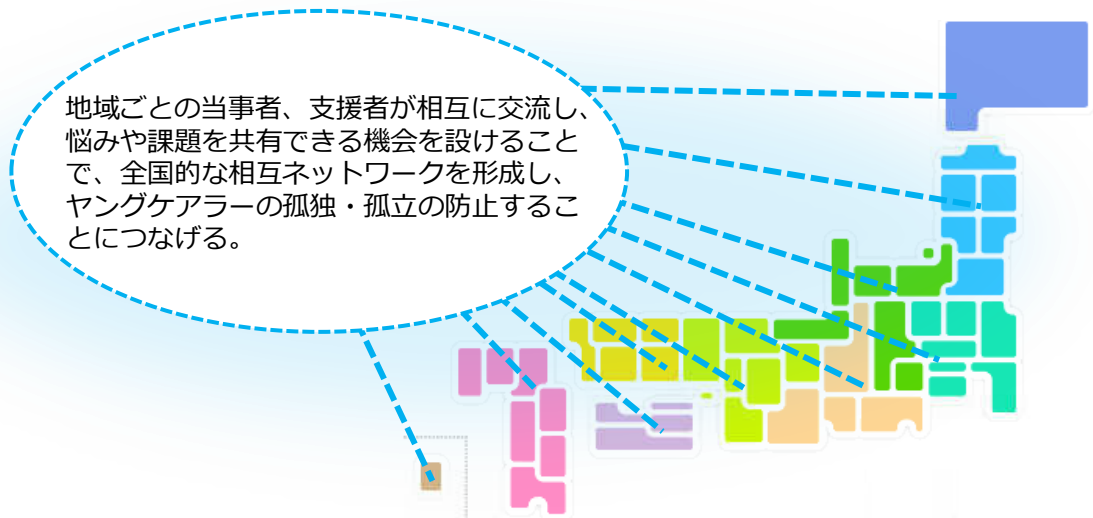 地域ごとの当事者、支援者が相互に交流し、
悩みや課題を共有できる機会を設けること
で、全国的な相互ネットワークを形成し、
ヤングケアラーの孤独・孤立の防止するこ
とにつなげる。